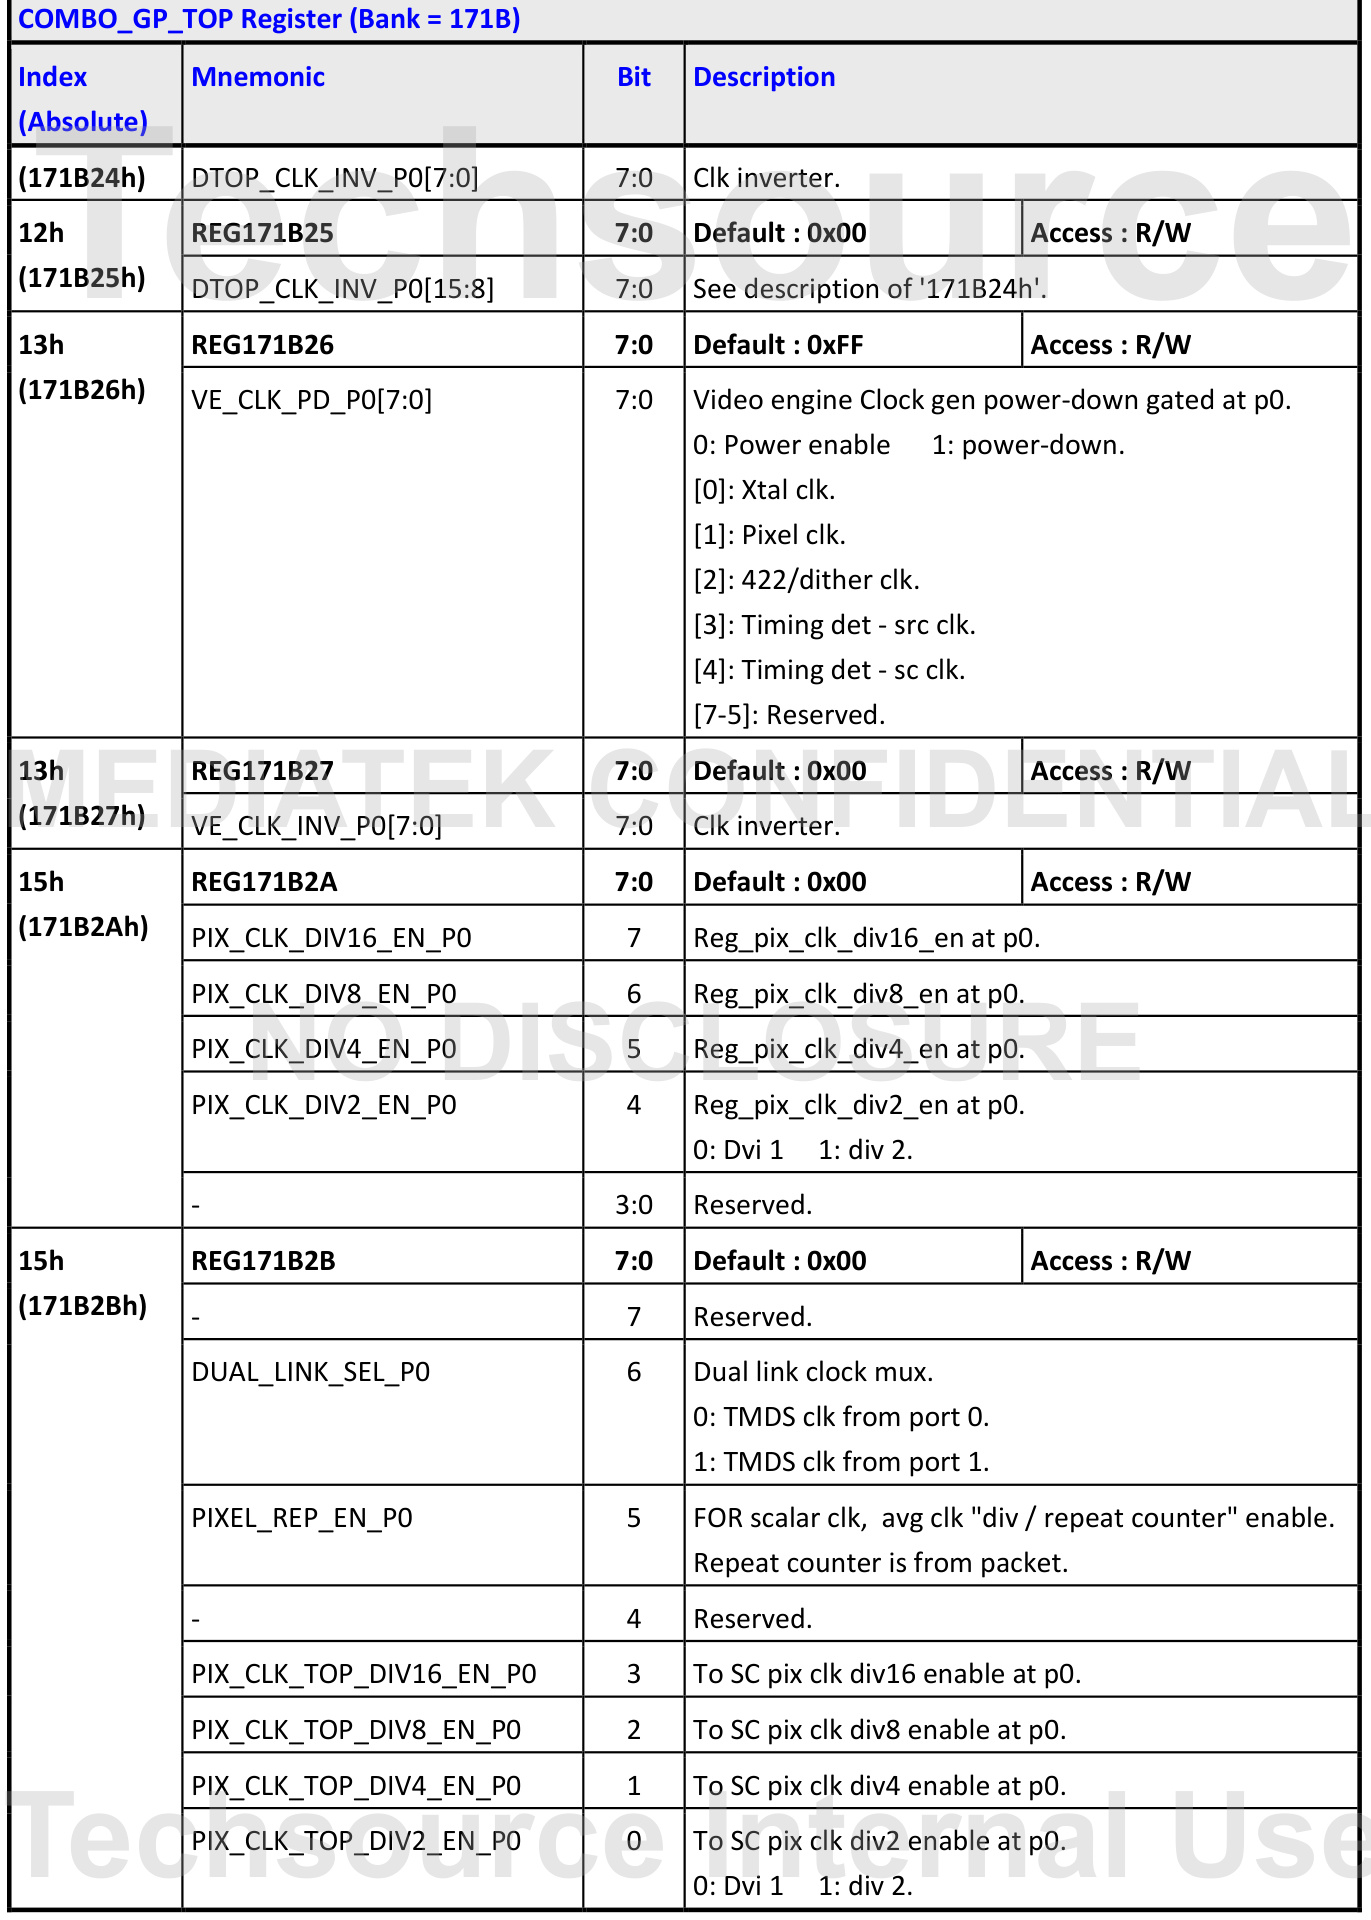 COMBO_GP_TOP Register (Bank = 171B)
Index
(Absolute)
Mnemonic
Bit
Description
(171B24h)
DTOP_CLK_INV_P0[7:0]
7:0
Clk inverter.
12h
(171B25h)
REG171B25
7:0
Default : 0x00
Access : R/W
DTOP_CLK_INV_P0[15:8]
7:0
See description of '171B24h'.
13h
(171B26h)
REG171B26
7:0
Default : 0xFF
Access : R/W
VE_CLK_PD_P0[7:0]
7:0
Video engine Clock gen power-down gated at p0.
0: Power enable 1: power-down.
[0]: Xtal clk.
[1]: Pixel clk.
[2]: 422/dither clk.
[3]: Timing det - src clk.
[4]: Timing det - sc clk.
[7-5]: Reserved.
13h
(171B27h)
REG171B27
7:0
Default : 0x00
Access : R/W
VE_CLK_INV_P0[7:0]
7:0
Clk inverter.
15h
(171B2Ah)
REG171B2A
7:0
Default : 0x00
Access : R/W
PIX_CLK_DIV16_EN_P0
7
Reg_pix_clk_div16_en at p0.
PIX_CLK_DIV8_EN_P0
6
Reg_pix_clk_div8_en at p0.
PIX_CLK_DIV4_EN_P0
5
Reg_pix_clk_div4_en at p0.
PIX_CLK_DIV2_EN_P0
4
Reg_pix_clk_div2_en at p0.
0: Dvi 1 1: div 2.
-
3:0
Reserved.
15h
(171B2Bh)
REG171B2B
7:0
Default : 0x00
Access : R/W
-
7
Reserved.
DUAL_LINK_SEL_P0
6
Dual link clock mux.
0: TMDS clk from port 0.
1: TMDS clk from port 1.
PIXEL_REP_EN_P0
5
FOR scalar clk, avg clk "div / repeat counter" enable.
Repeat counter is from packet.
-
4
Reserved.
PIX_CLK_TOP_DIV16_EN_P0
3
To SC pix clk div16 enable at p0.
PIX_CLK_TOP_DIV8_EN_P0
2
To SC pix clk div8 enable at p0.
PIX_CLK_TOP_DIV4_EN_P0
1
To SC pix clk div4 enable at p0.
PIX_CLK_TOP_DIV2_EN_P0
0
To SC pix clk div2 enable at p0.
0: Dvi 1 1: div 2.
Techsource
MEDIATEK CONFIDENTIAL
NO DISCLOSURE
Techsource Internal Use